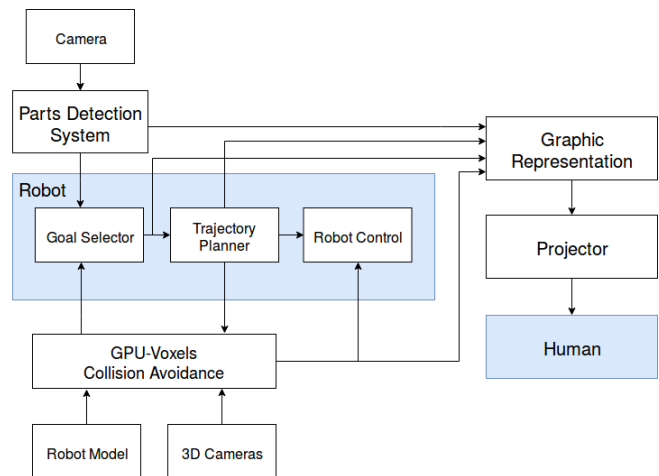 Camera
Parts Detection
System
Graphic
Representation
Robot
Goal Selector
Trajectory
Planner
Robot Control
Projector
GPU-Voxels
Collision Avoidance
Human
Robot Model
3D Cameras